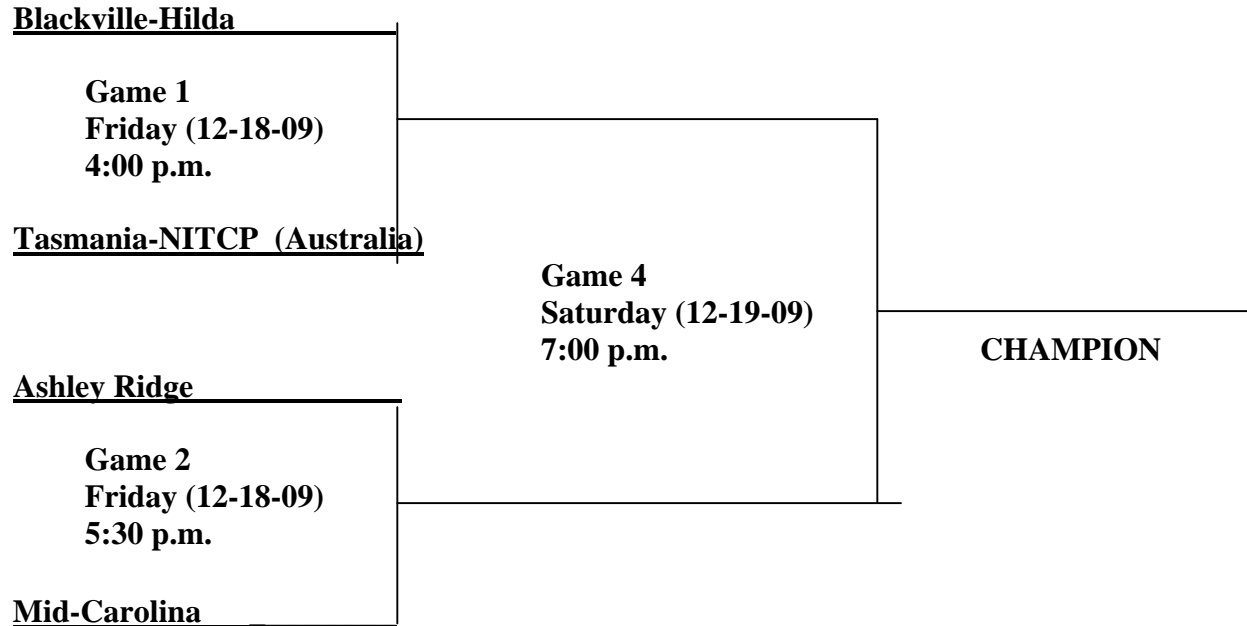 Blackville-Hilda
Game 1
Friday (12-18-09)
4:00 p.m.
Tasmania-NITCP (Australia)
Game 4
Saturday (12-19-09)
7:00 p.m.
CHAMPION
Ashley Ridge
Game 2
Friday (12-18-09)
5:30 p.m.
Mid-Carolina